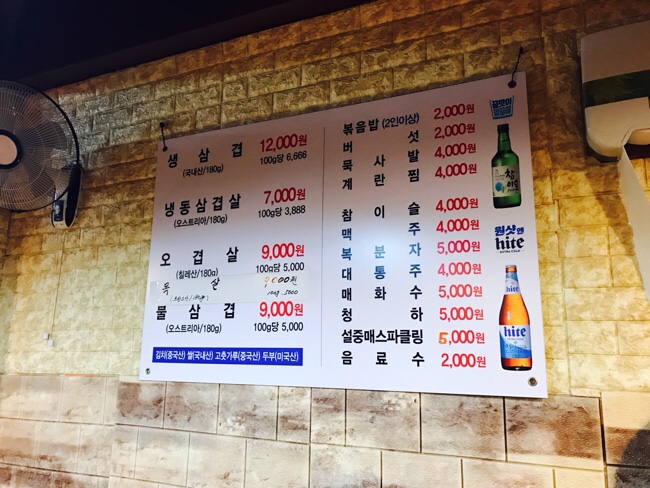 생 삼 겹 12,000원
(국내산/180g) 100g당 6,666
냉동삼겹살 7,000원
(오스트리아/180g) 100g당 3,888
오 겹 살 9,000원
(칠레산/180g) 100g당 5,000
목 살 9000원
100g 5000
물 삼 겹 9,000원
(오스트리아/180g) 100g당 5,000
김치(중국산) 쌀(국내산) 고춧가루(중국산) 두부(미국산)
볶음밥 (2인이상) 2,000원
버 섯 2,000원
묵 사 발 4,000원
계 란 찜 4,000원
참 이 슬 4,000원
맥 주 4,000원
복 분 자 5,000원
대 통 주 4,000원
매 화 수 5,000원
청 하 5,000원
설중매스파클링 5,000원
음 료 수 2,000원
참이슬
원샷엔
hite
EXTRA COLD
hite